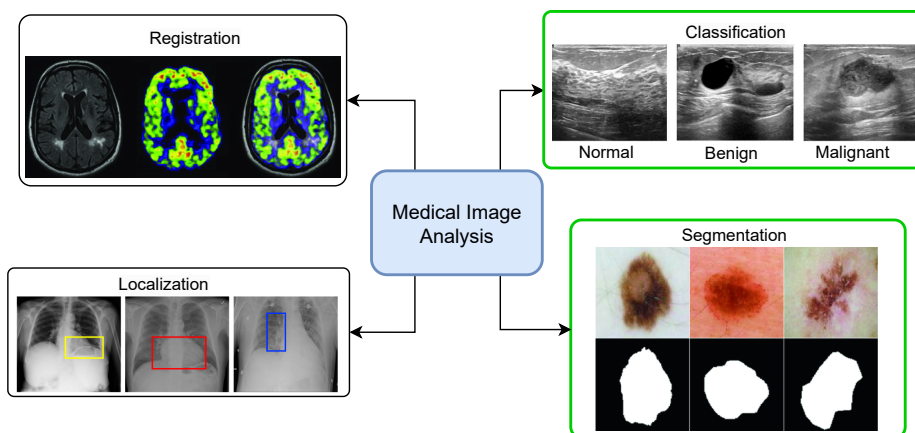 Registration
Classification
Normal
Benign
Malignant
Medical Image
Analysis
Localization
Segmentation